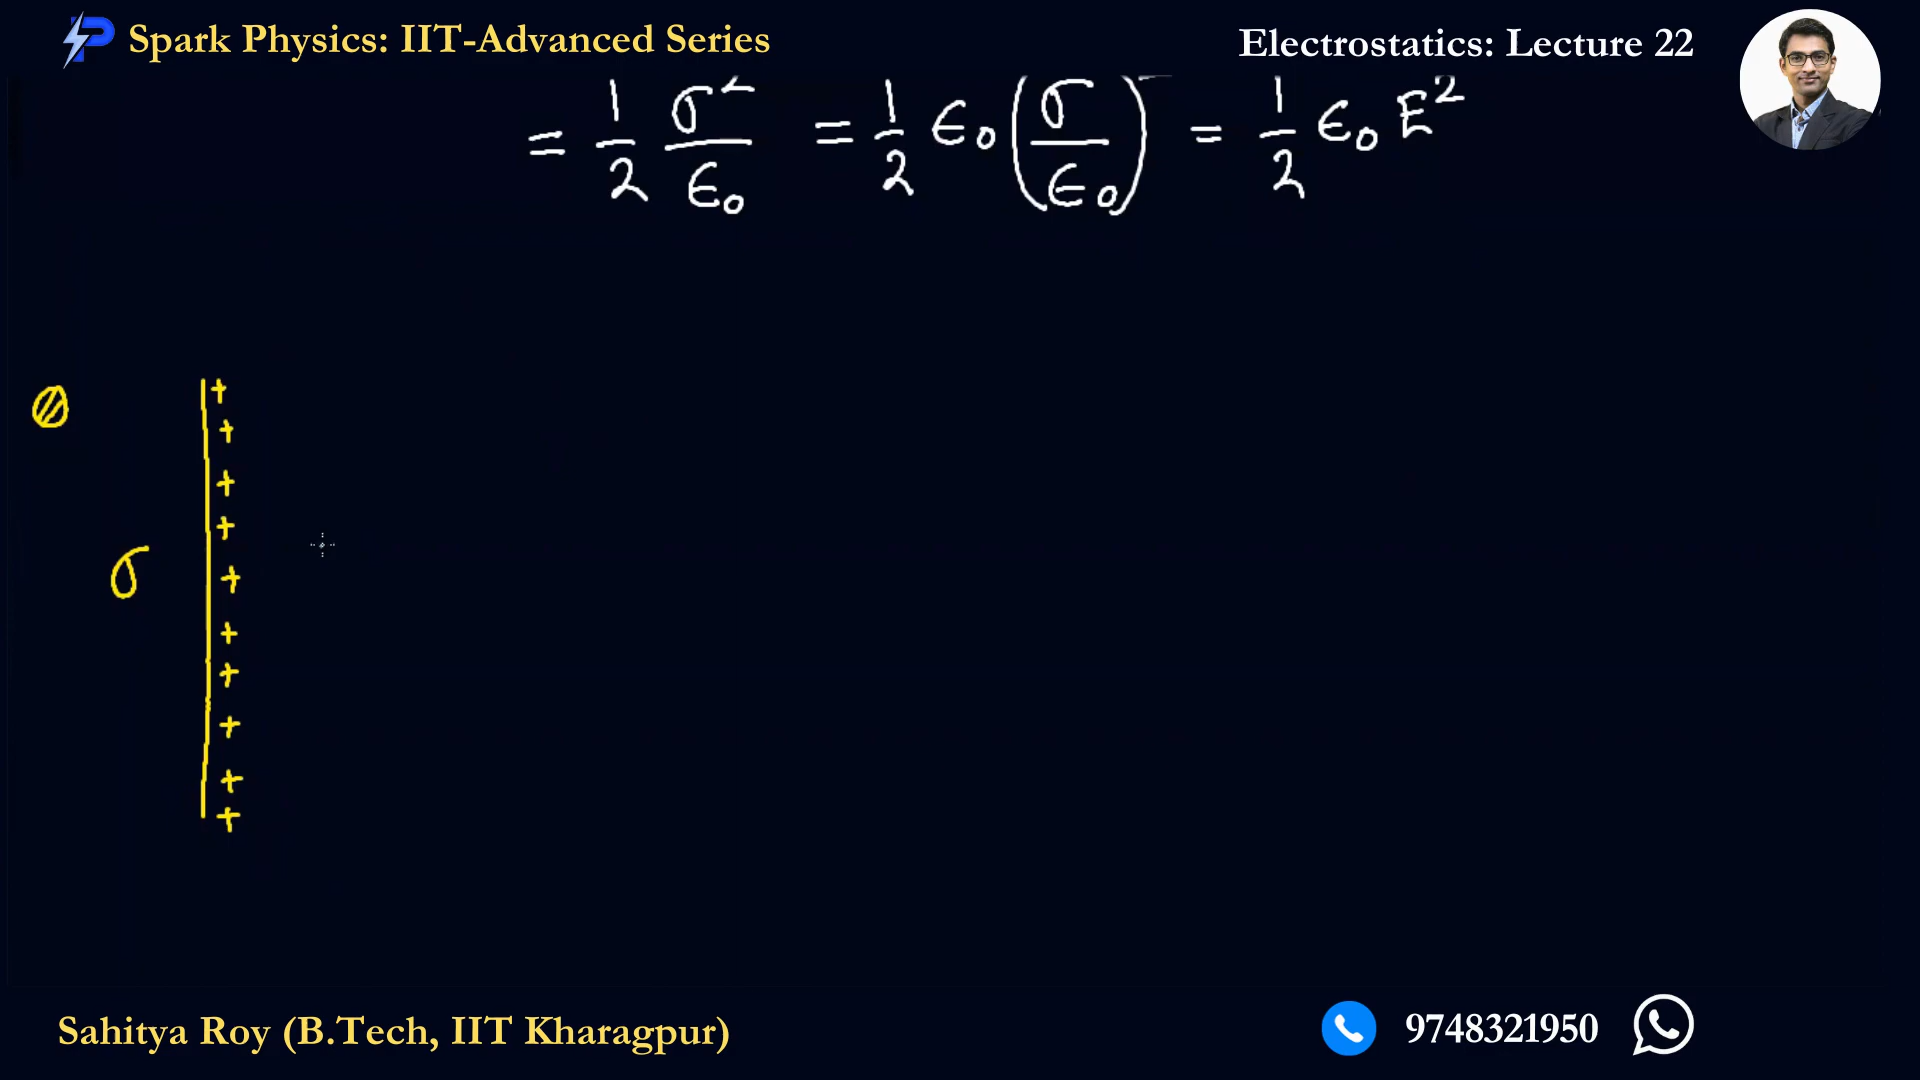 Spark Physics: IIT-Advanced Series
Electrostatics: Lecture 22
= 1/2 σ²/ϵ₀ = 1/2 ϵ₀ (σ/ϵ₀) = 1/2 ϵ₀ E²
+
+
+
+
σ +
+
+
+
+
+
Sahitya Roy (B.Tech, IIT Kharagpur)
9748321950